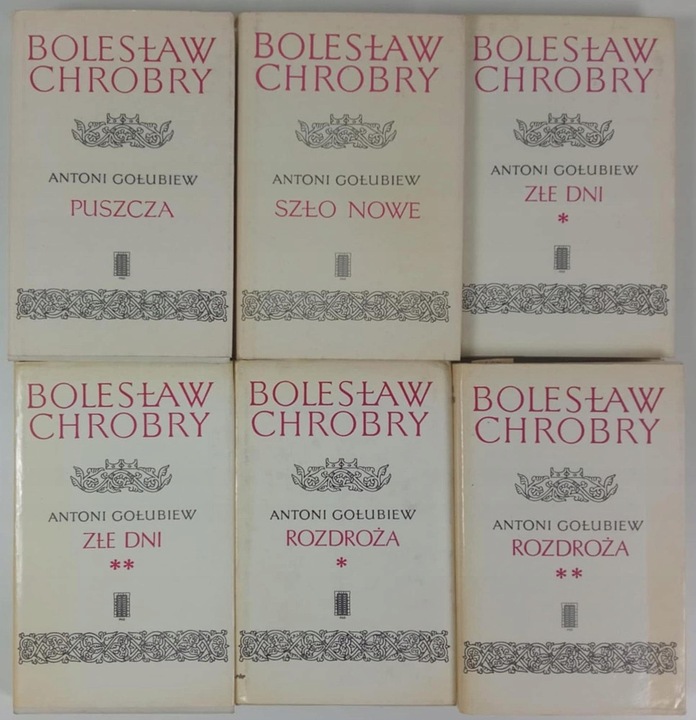 BOLESŁAW
CHROBRY
ANTONI GOŁUBIEW
PUSZCZA
BOLESŁAW
CHROBRY
ANTONI GOŁUBIEW
SZŁO NOWE
BOLESŁAW
CHROBRY
ANTONI GOŁUBIEW
ZŁE DNI
*
BOLESŁAW
CHROBRY
ANTONI GOŁUBIEW
ZŁE DNI
**
BOLESŁAW
CHROBRY
ANTONI GOŁUBIEW
ROZDROŻA
*
BOLESŁAW
CHROBRY
ANTONI GOŁUBIEW
ROZDROŻA
**